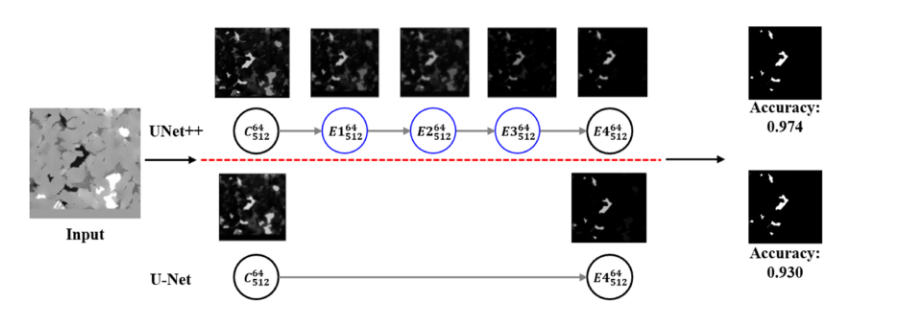 UNet++
C^{64}_{512}
E1^{64}_{512}
E2^{64}_{512}
E3^{64}_{512}
E4^{64}_{512}
Accuracy:
0.974
Input
U-Net
C^{64}_{512}
E4^{64}_{512}
Accuracy:
0.930